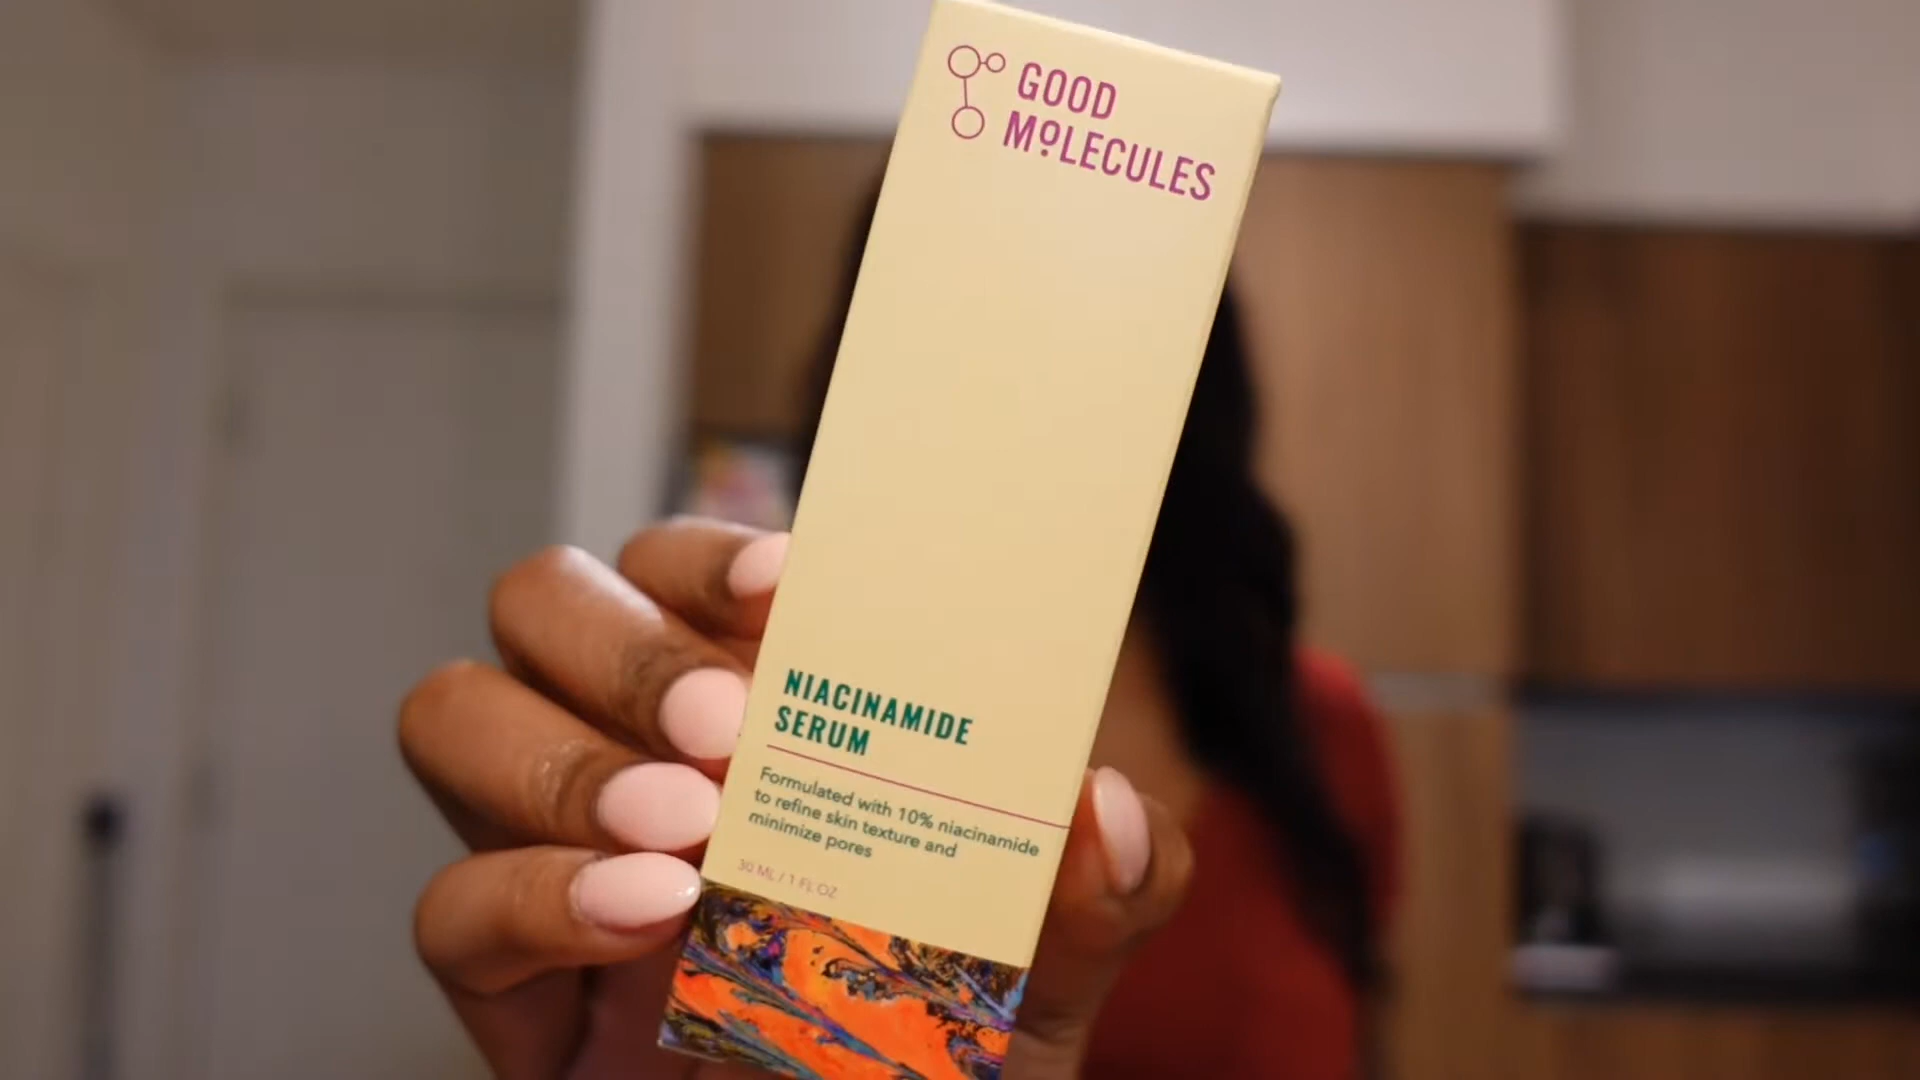 GOOD
MOLECULES
NIACINAMIDE
SERUM
Formulated with 10% niacinamide
to refine skin texture and
minimize pores
30 ML / 1 FL OZ